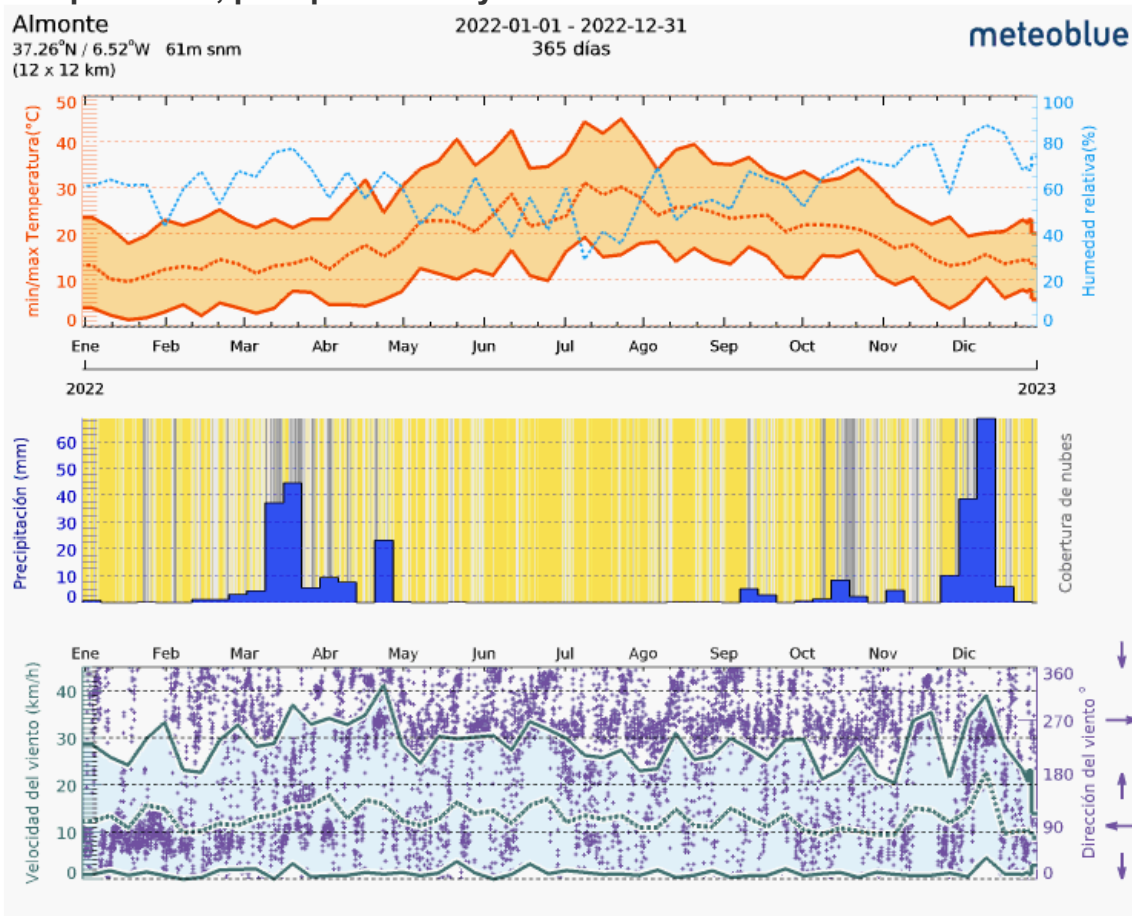 Almonte
2022-01-01 - 2022-12-31
meteoblue
37.26°N / 6.52°W 61m snm
365 días
(12 x 12 km)
min/max Temperatura(°C)
50
40
30
20
10
0
100
80
60
40
20
0
Humedad relativa(%)
Ene Feb Mar Abr May Jun Jul Ago Sep Oct Nov Dic
2022 2023
Precipitación (mm)
60
50
40
30
20
10
0
Cobertura de nubes
Ene Feb Mar Abr May Jun Jul Ago Sep Oct Nov Dic
Velocidad del viento (km/h)
40
30
20
10
0
360
270
180
90
0
Dirección del viento °